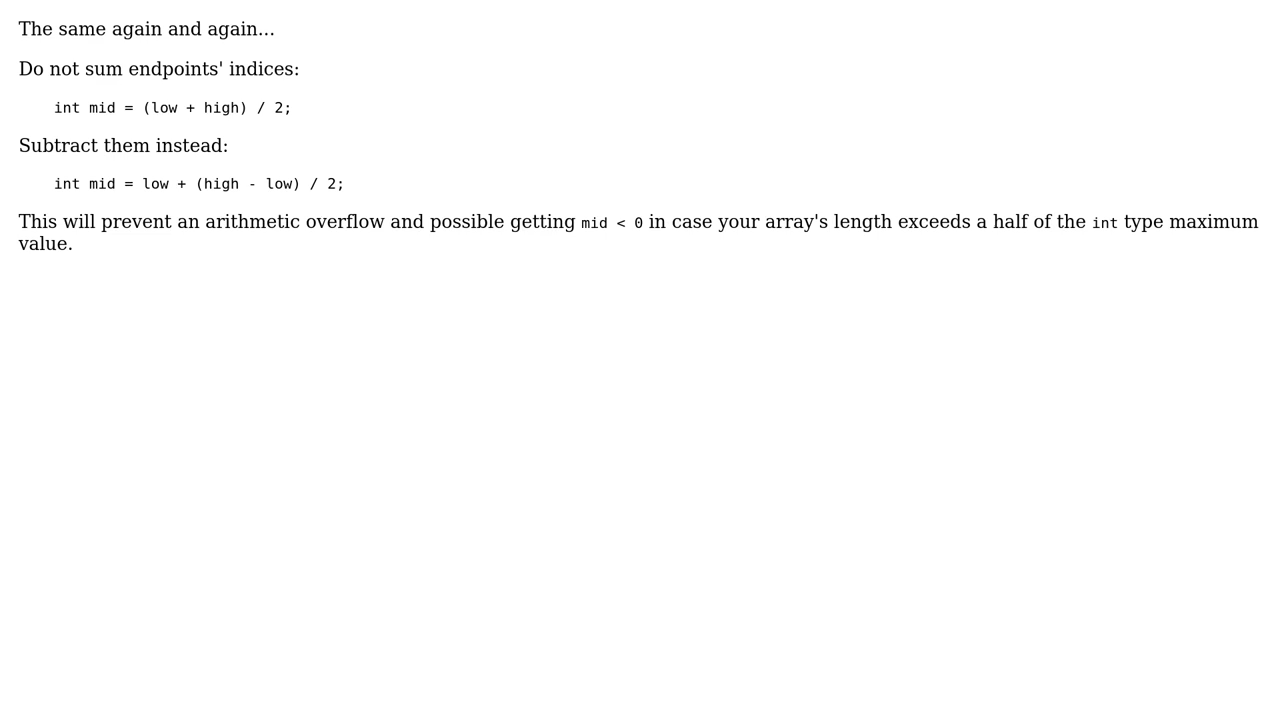 The same again and again...
Do not sum endpoints' indices:
int mid = (low + high) / 2;
Subtract them instead:
int mid = low + (high - low) / 2;
This will prevent an arithmetic overflow and possible getting mid < 0 in case your array's length exceeds a half of the int type maximum
value.